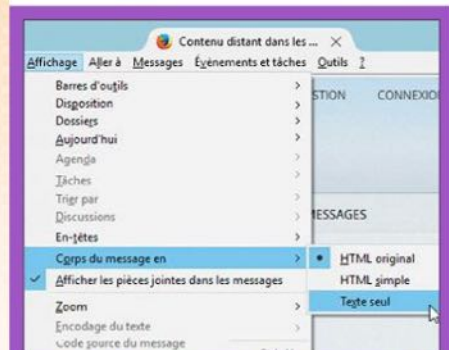 Contenu distant dans les ...
Affichage Aller à Messages Évènements et tâches Outils ?
Barres d'outils
Disposition
Dossiers
Aujourd'hui
Agenda
Tâches
Trier par
Discussions
En-têtes
Corps du message en
Afficher les pièces jointes dans les messages
Zoom
Encodage du texte
Code source du message
STION CONNEXIO
MESSAGES
HTML original
HTML simple
Texte seul